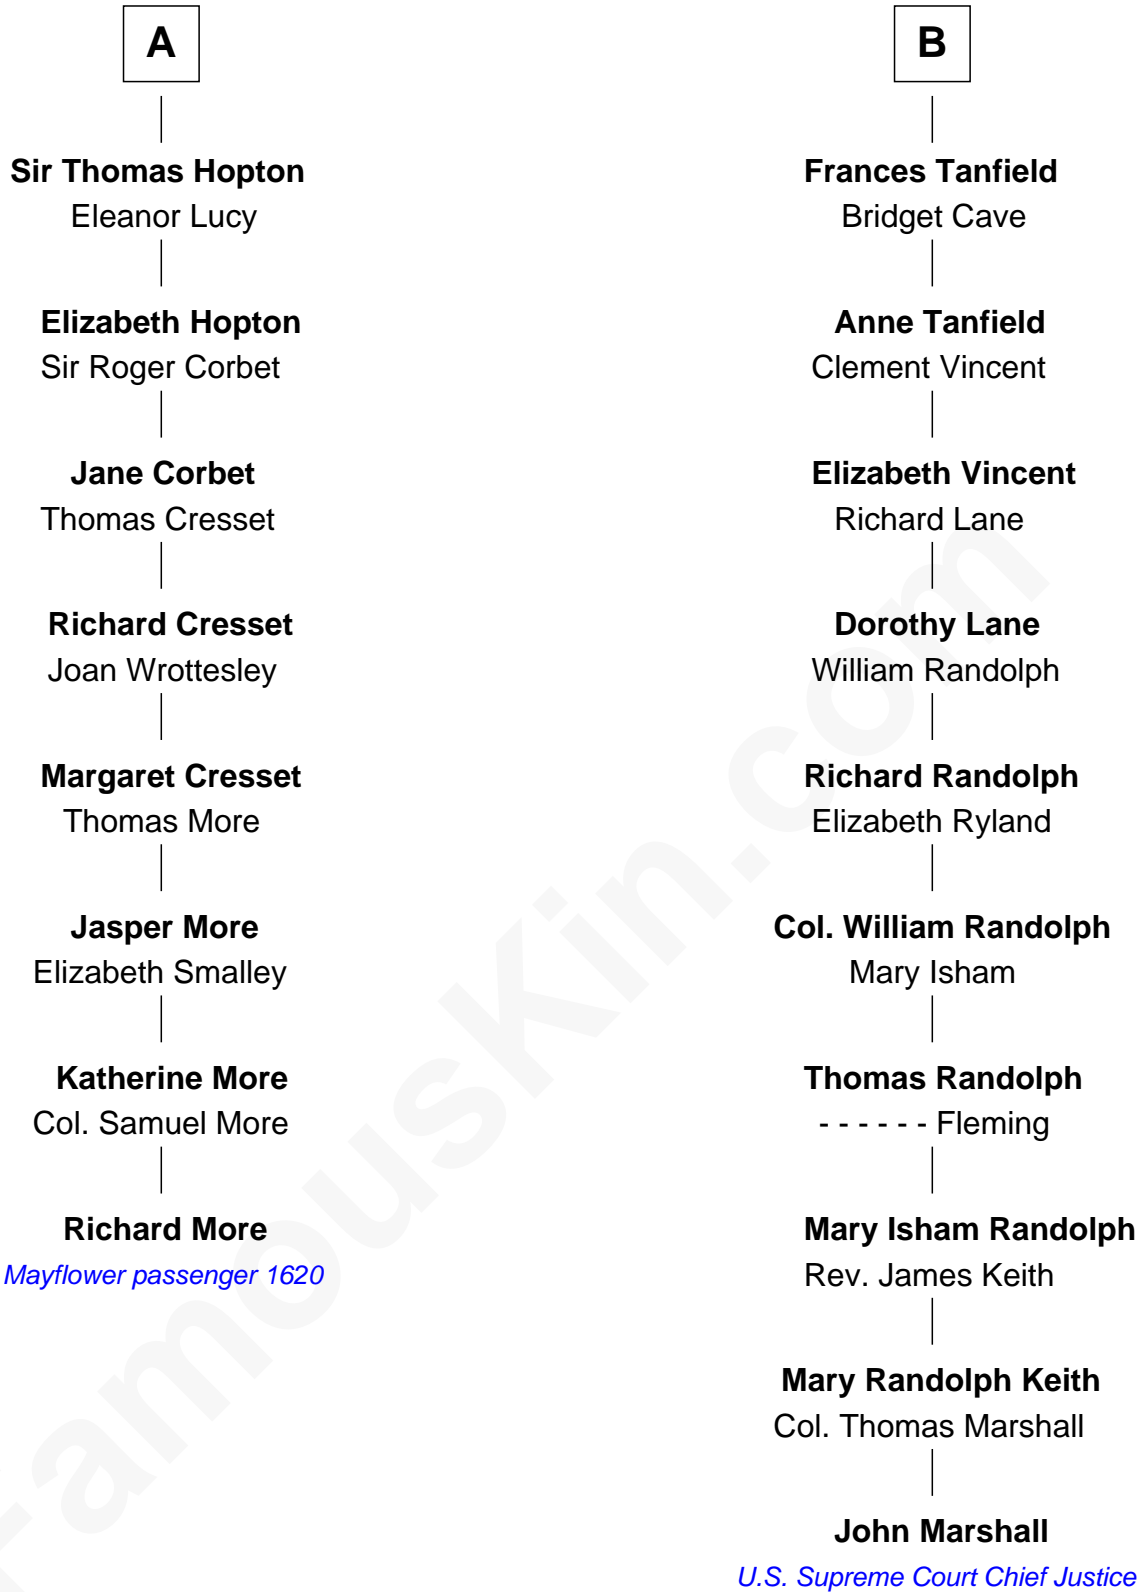 A
Sir Thomas Hopton
Eleanor Lucy
Elizabeth Hopton
Sir Roger Corbet
Jane Corbet
Thomas Cresset
Richard Cresset
Joan Wrottesley
Margaret Cresset
Thomas More
Jasper More
Elizabeth Smalley
Katherine More
Col. Samuel More
Richard More
Mayflower passenger 1620
B
Frances Tanfield
Bridget Cave
Anne Tanfield
Clement Vincent
Elizabeth Vincent
Richard Lane
Dorothy Lane
William Randolph
Richard Randolph
Elizabeth Ryland
Col. William Randolph
Mary Isham
Thomas Randolph
- - - - - - Fleming
Mary Isham Randolph
Rev. James Keith
Mary Randolph Keith
Col. Thomas Marshall
John Marshall
U.S. Supreme Court Chief Justice
FamousKin.com